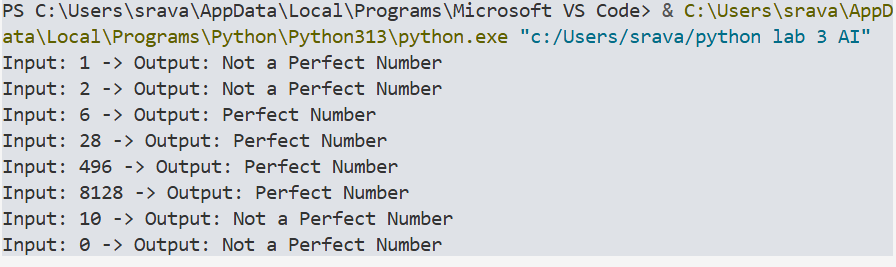 PS C:\Users\srava\AppData\Local\Programs\Microsoft VS Code> & C:\Users\srava\AppD
ata\Local\Programs\Python\Python313\python.exe "c:/Users/srava/python lab 3 AI"
Input: 1 -> Output: Not a Perfect Number
Input: 2 -> Output: Not a Perfect Number
Input: 6 -> Output: Perfect Number
Input: 28 -> Output: Perfect Number
Input: 496 -> Output: Perfect Number
Input: 8128 -> Output: Perfect Number
Input: 10 -> Output: Not a Perfect Number
Input: 0 -> Output: Not a Perfect Number